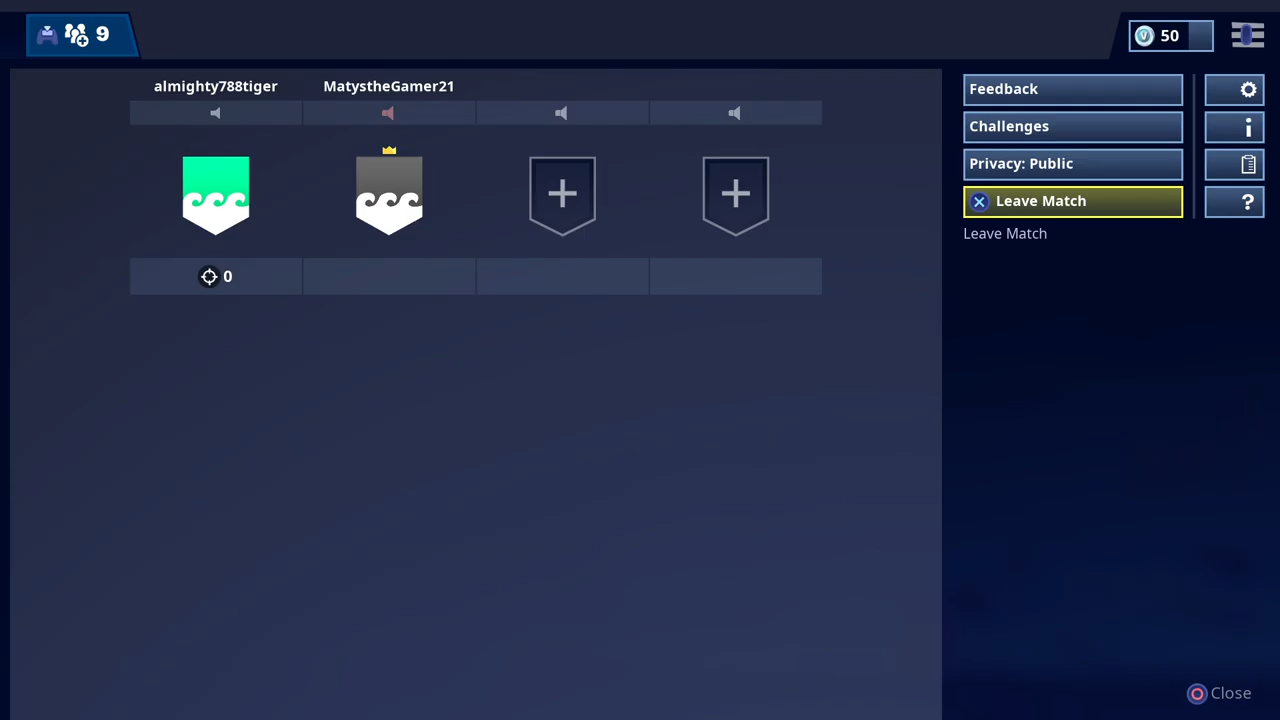 9
50
almighty788tiger
MatystheGamer21
0
Feedback
Challenges
Privacy: Public
Leave Match
Leave Match
Close